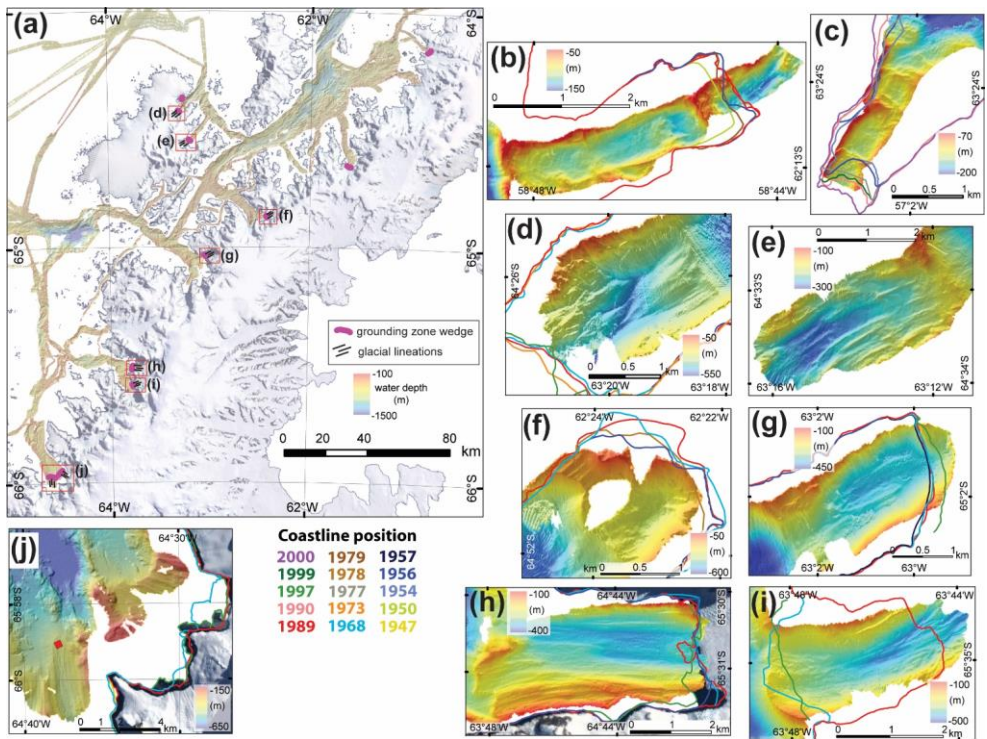 (a)
64°W
62°W
64°S
(d)
(e)
(f)
(g)
65°S
65°S
grounding zone wedge
glacial lineations
-100
water depth
(m)
-1500
(h)
(i)
0 20 40 80
km
(j)
66°S
66°S
64°W
62°W
(b)
-50
(m)
-150
0 1 2
km
63°24'S
62°13'S
58°48'W
58°44'W
(c)
63°24'S
-70
(m)
-200
0 0.5 1
km
57°2'W
(d)
64°26'S
-50
(m)
-550
0 0.5 1
km
63°20'W
63°18'W
(e)
0 1 2
km
-100
(m)
-300
64°33'S
64°34'S
63°16'W
63°12'W
(f)
62°24'W
62°22'W
64°52'S
-50
(m)
-600
0 0.5 1
km
(g)
63°2'W
-100
(m)
-450
65°2'S
0 0.5 1
km
63°2'W
63°W
(j)
64°30'W
65°58'S
66°S
-150
(m)
-650
64°40'W
0 2 4
km
Coastline position
2000 1979 1957
1999 1978 1956
1997 1977 1954
1990 1973 1950
1989 1968 1947
(h)
-100
(m)
-400
64°44'W
65°30'S
65°31'S
63°48'W
64°44'W
0 1 2
km
(i)
63°48'W
63°44'W
65°35'S
-100
(m)
-500
63°48'W
0 1 2
km